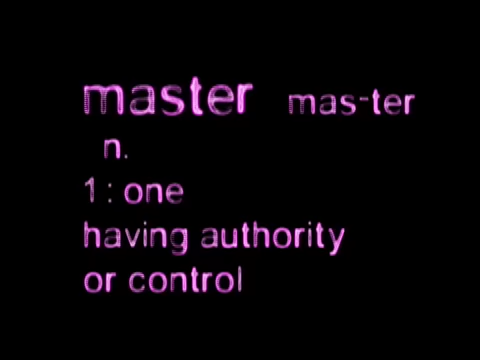 master mas-ter
n.
1 : one
having authority
or control